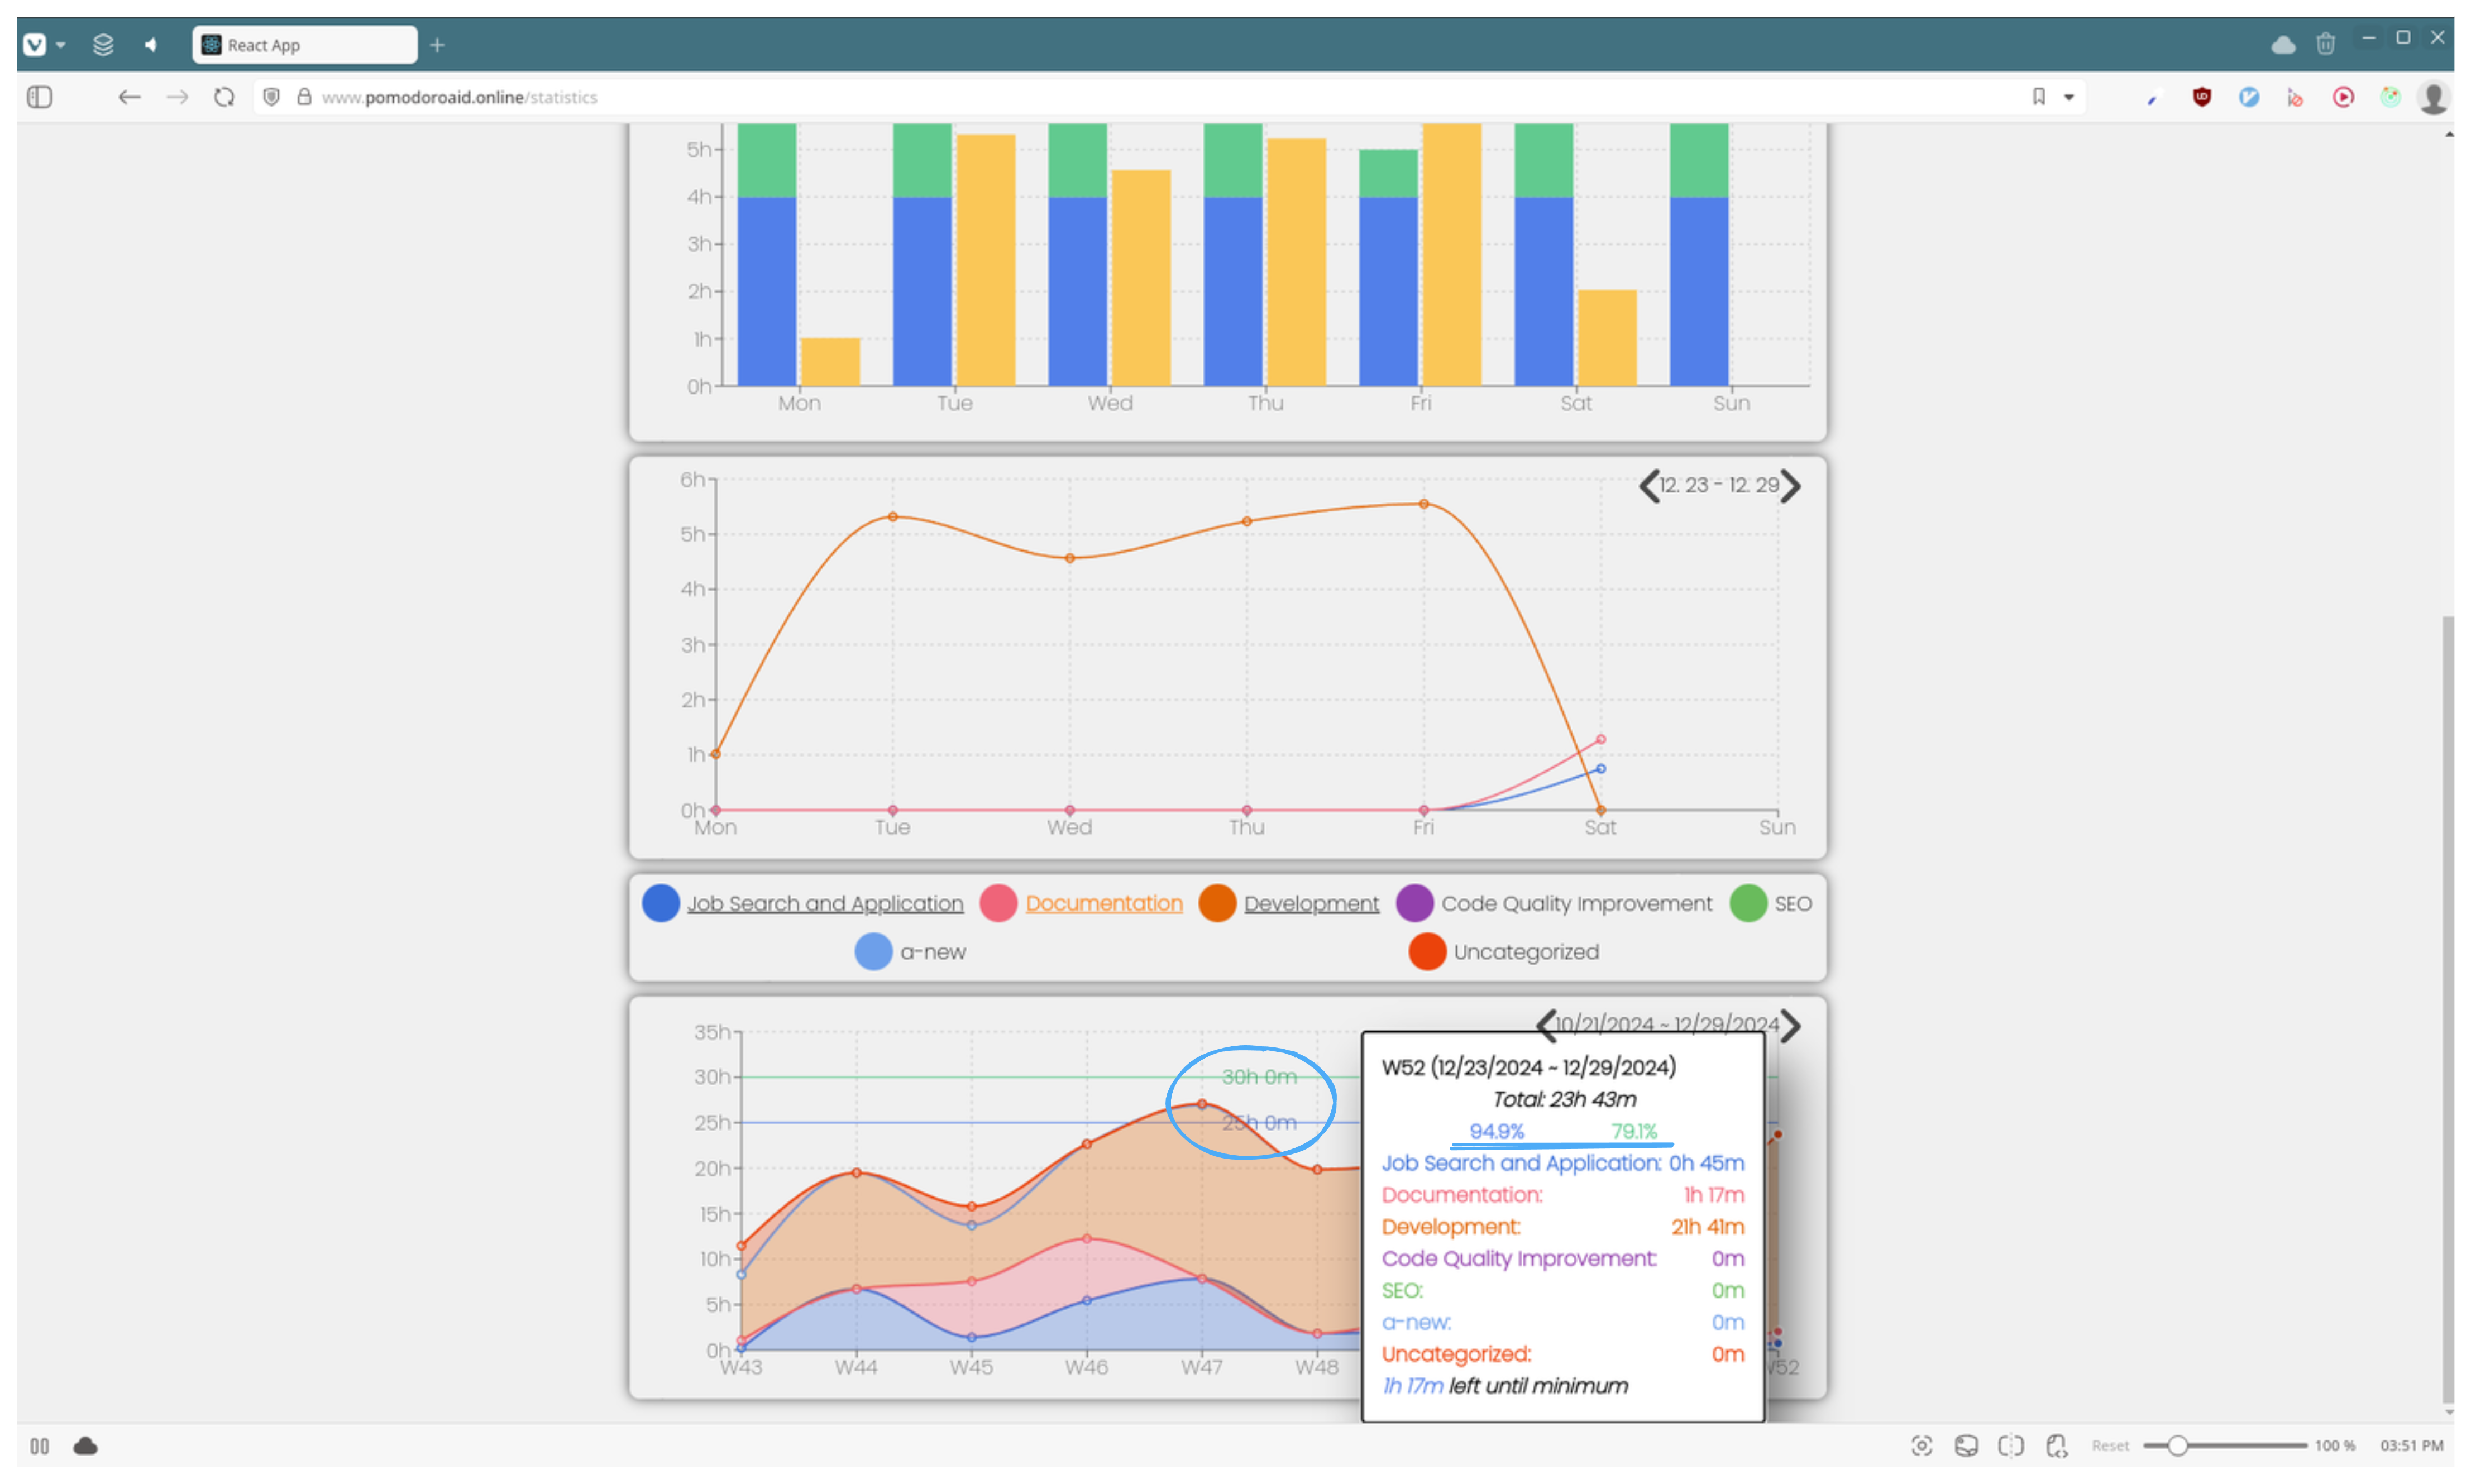 React App
www.pomodoroaid.online/statistics
5h
4h
3h
2h
1h
0h
Mon Tue Wed Thu Fri Sat Sun
12. 23 - 12. 29
6h
5h
4h
3h
2h
1h
0h
Mon Tue Wed Thu Fri Sat Sun
Job Search and Application Documentation Development Code Quality Improvement SEO
a-new Uncategorized
10/21/2024 ~ 12/29/2024
35h
30h
25h
20h
15h
10h
5h
0h
30h 0m
25h 0m
W43 W44 W45 W46 W47 W48 W52
W52 (12/23/2024 ~ 12/29/2024)
Total: 23h 43m
94.9% 79.1%
Job Search and Application: 0h 45m
Documentation: 1h 17m
Development: 21h 41m
Code Quality Improvement: 0m
SEO: 0m
a-new: 0m
Uncategorized: 0m
1h 17m left until minimum
Reset 100 % 03:51 PM